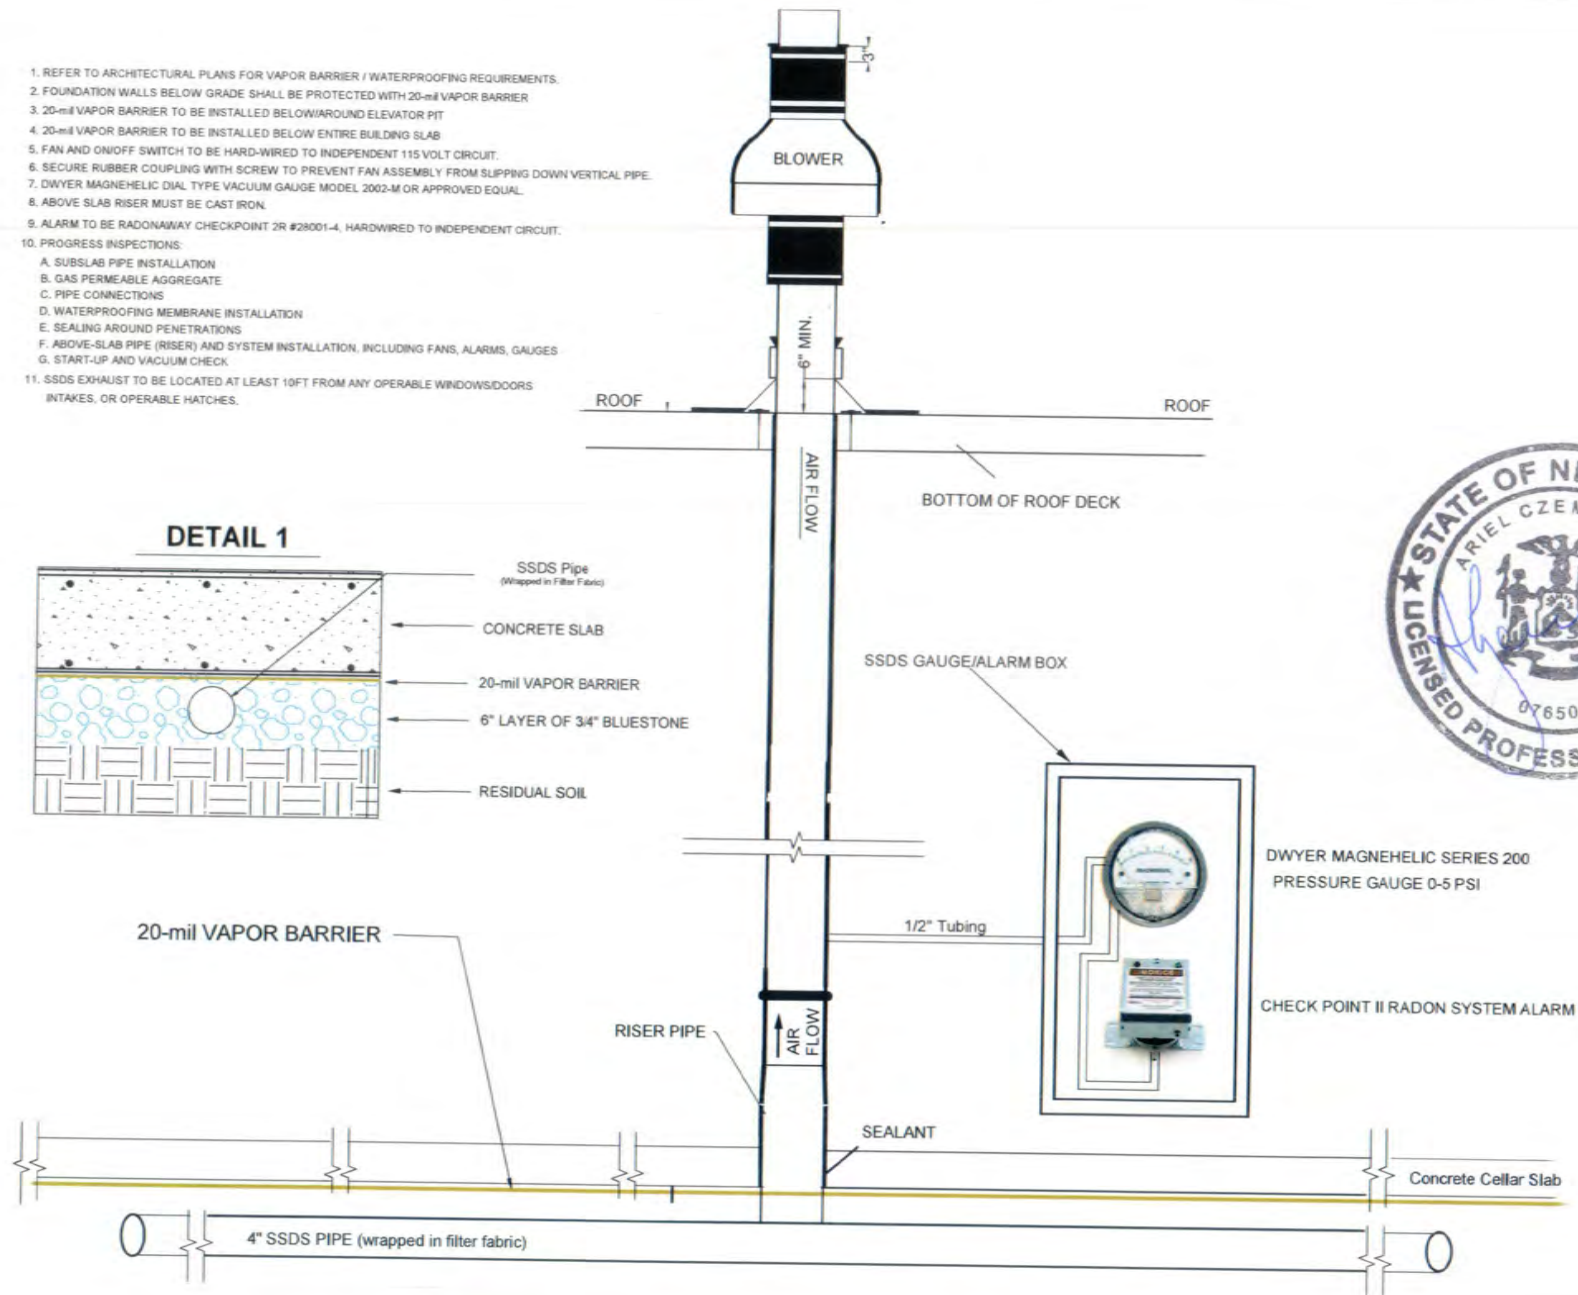 1. REFER TO ARCHITECTURAL PLANS FOR VAPOR BARRIER / WATERPROOFING REQUIREMENTS.
2. FOUNDATION WALLS BELOW GRADE SHALL BE PROTECTED WITH 20-mil VAPOR BARRIER
3. 20-mil VAPOR BARRIER TO BE INSTALLED BELOW/AROUND ELEVATOR PIT
4. 20-mil VAPOR BARRIER TO BE INSTALLED BELOW ENTIRE BUILDING SLAB
5. FAN AND ON/OFF SWITCH TO BE HARD-WIRED TO INDEPENDENT 115 VOLT CIRCUIT.
6. SECURE RUBBER COUPLING WITH SCREW TO PREVENT FAN ASSEMBLY FROM SLIPPING DOWN VERTICAL PIPE.
7. DWYER MAGNEHELIC DIAL TYPE VACUUM GAUGE MODEL 2002-M OR APPROVED EQUAL.
8. ABOVE SLAB RISER MUST BE CAST IRON.
9. ALARM TO BE RADONAWAY CHECKPOINT 2R #28001-4, HARDWIRED TO INDEPENDENT CIRCUIT.
10. PROGRESS INSPECTIONS:
A. SUBSLAB PIPE INSTALLATION
B. GAS PERMEABLE AGGREGATE
C. PIPE CONNECTIONS
D. WATERPROOFING MEMBRANE INSTALLATION
E. SEALING AROUND PENETRATIONS
F. ABOVE-SLAB PIPE (RISER) AND SYSTEM INSTALLATION, INCLUDING FANS, ALARMS, GAUGES
G. START-UP AND VACUUM CHECK
11. SSDS EXHAUST TO BE LOCATED AT LEAST 10FT FROM ANY OPERABLE WINDOWS/DOORS
INTAKES, OR OPERABLE HATCHES.
3"
BLOWER
6" MIN.
ROOF
ROOF
AIR FLOW
BOTTOM OF ROOF DECK
DETAIL 1
SSDS Pipe
(Wrapped in Filter Fabric)
CONCRETE SLAB
20-mil VAPOR BARRIER
6" LAYER OF 3/4" BLUESTONE
RESIDUAL SOIL
STATE OF NE
ARIEL CZEM
LICENSED PROFESS
07650
SSDS GAUGE/ALARM BOX
DWYER MAGNEHELIC SERIES 200
PRESSURE GAUGE 0-5 PSI
1/2" Tubing
NOTICE
CHECK POINT II RADON SYSTEM ALARM
20-mil VAPOR BARRIER
RISER PIPE
AIR
FLOW
SEALANT
Concrete Cellar Slab
4" SSDS PIPE (wrapped in filter fabric)